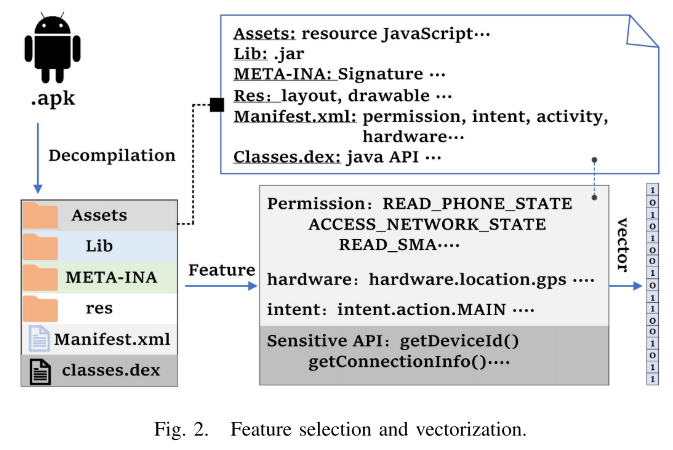 .apk
Decompilation
Assets: resource JavaScript···
Lib: .jar
META-INA: Signature ···
Res: layout, drawable ···
Manifest.xml: permission, intent, activity,
hardware···
Classes.dex: java API ···
Assets
Lib
META-INA
res
Manifest.xml
classes.dex
Feature
Permission: READ_PHONE_STATE
ACCESS_NETWORK_STATE
READ_SMA····
hardware: hardware.location.gps ····
intent: intent.action.MAIN ····
Sensitive API: getDeviceId()
getConnectionInfo()····
vector
1
0
1
0
1
0
0
1
0
1
1
0
0
1
0
1
1
Fig. 2. Feature selection and vectorization.